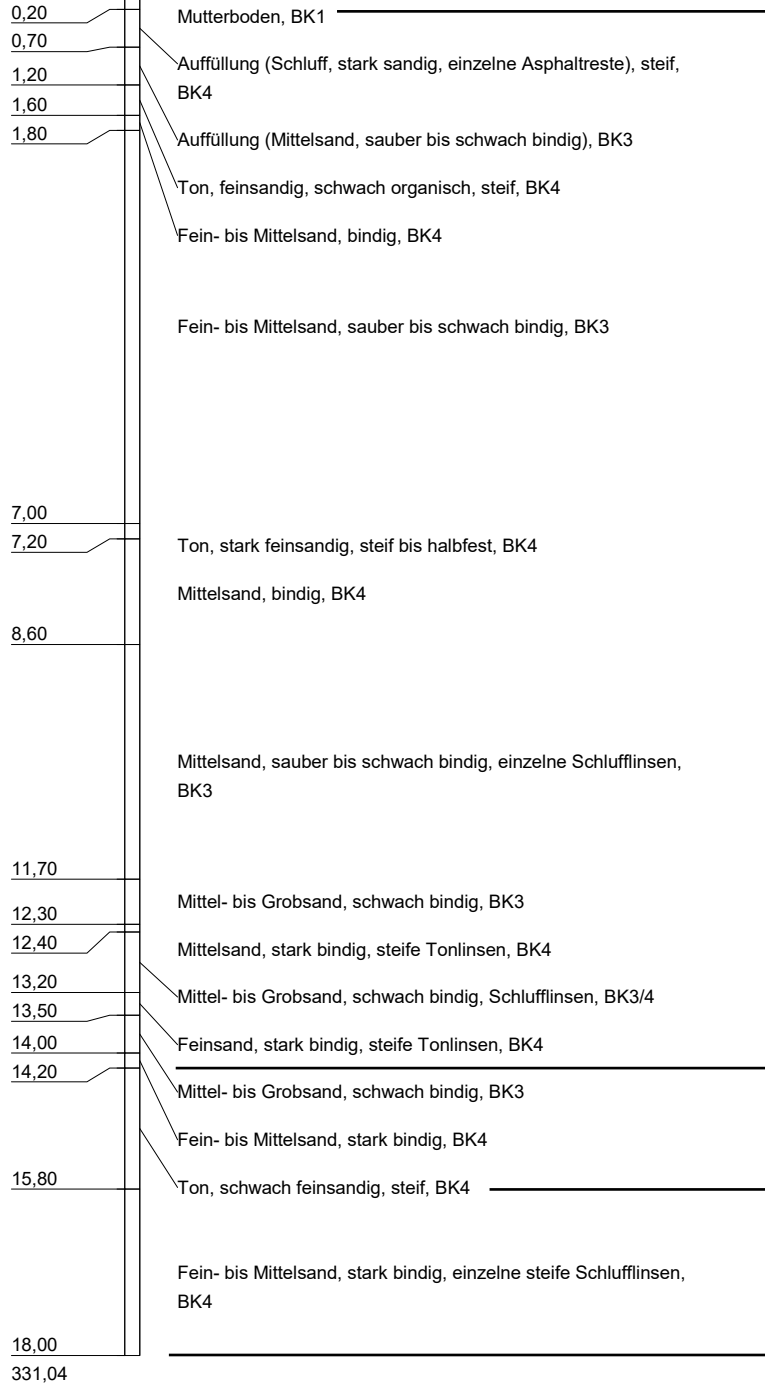 0,20
Mutterboden, BK1
0,70
Auffüllung (Schluff, stark sandig, einzelne Asphaltreste), steif,
BK4
1,20
1,60
1,80
Auffüllung (Mittelsand, sauber bis schwach bindig), BK3
Ton, feinsandig, schwach organisch, steif, BK4
Fein- bis Mittelsand, bindig, BK4
Fein- bis Mittelsand, sauber bis schwach bindig, BK3
7,00
7,20
Ton, stark feinsandig, steif bis halbfest, BK4
Mittelsand, bindig, BK4
8,60
Mittelsand, sauber bis schwach bindig, einzelne Schlufflinsen,
BK3
11,70
Mittel- bis Grobsand, schwach bindig, BK3
12,30
12,40
Mittelsand, stark bindig, steife Tonlinsen, BK4
13,20
Mittel- bis Grobsand, schwach bindig, Schlufflinsen, BK3/4
13,50
Feinsand, stark bindig, steife Tonlinsen, BK4
14,00
14,20
Mittel- bis Grobsand, schwach bindig, BK3
Fein- bis Mittelsand, stark bindig, BK4
15,80
Ton, schwach feinsandig, steif, BK4
Fein- bis Mittelsand, stark bindig, einzelne steife Schlufflinsen,
BK4
18,00
331,04